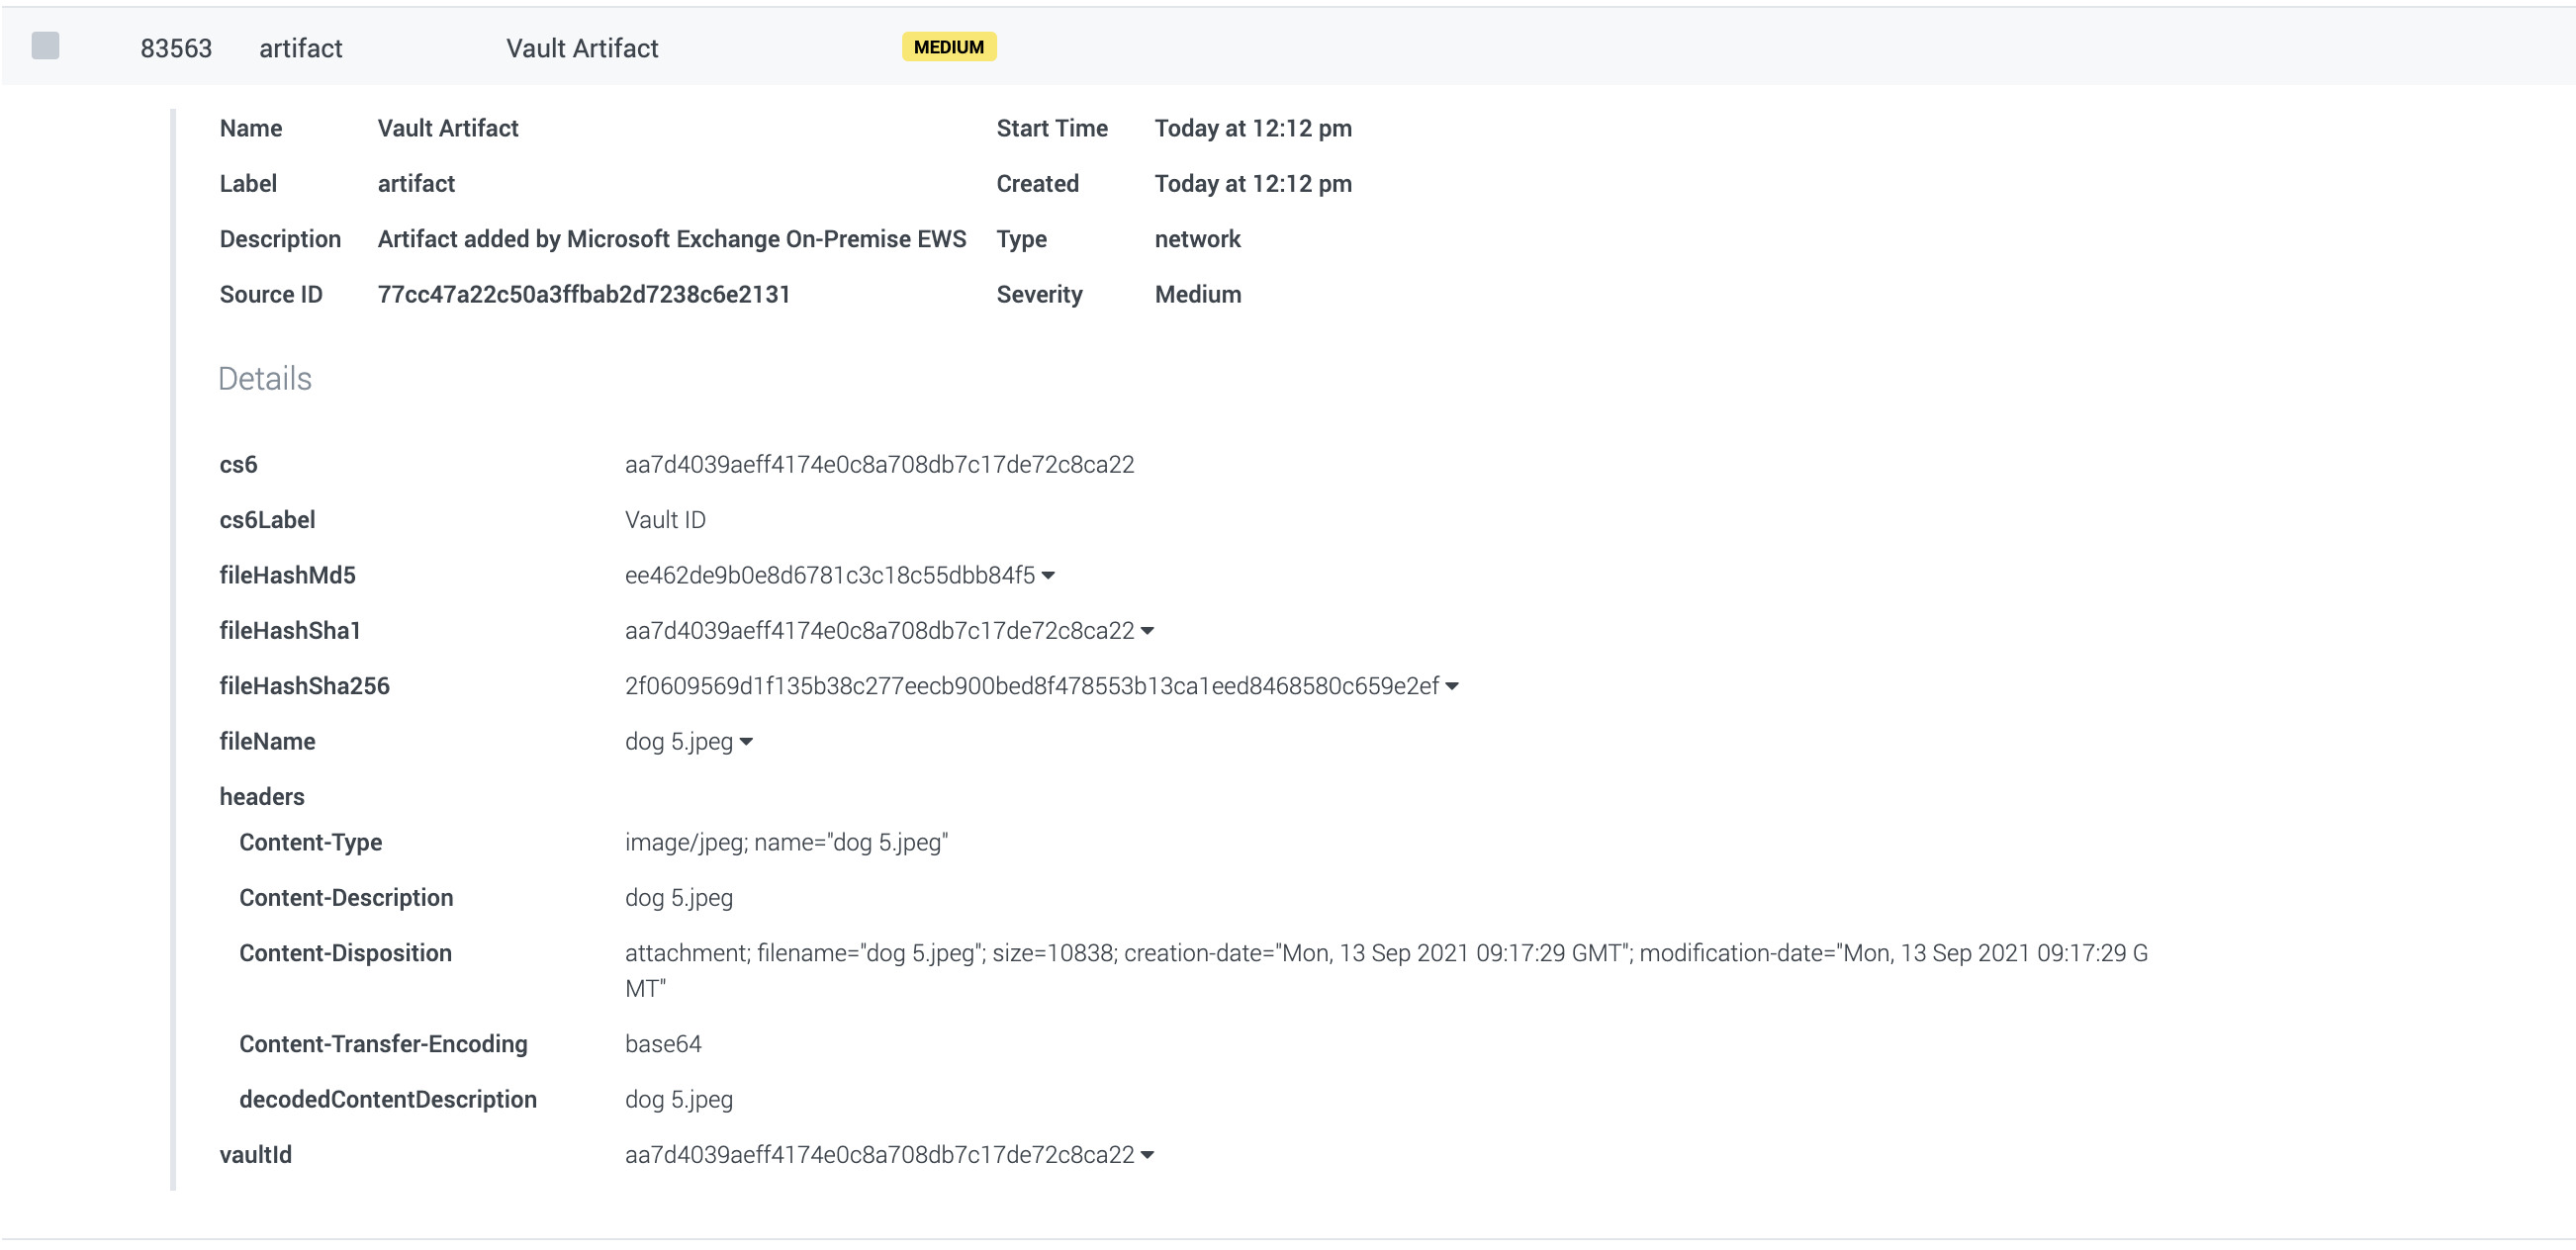 83563 artifact Vault Artifact MEDIUM
Name Vault Artifact Start Time Today at 12:12 pm
Label artifact Created Today at 12:12 pm
Description Artifact added by Microsoft Exchange On-Premise EWS Type network
Source ID 77cc47a22c50a3ffbab2d7238c6e2131 Severity Medium
Details
cs6 aa7d4039aeff4174e0c8a708db7c17de72c8ca22
cs6Label Vault ID
fileHashMd5 ee462de9b0e8d6781c3c18c55dbb84f5
fileHashSha1 aa7d4039aeff4174e0c8a708db7c17de72c8ca22
fileHashSha256 2f0609569d1f135b38c277eecb900bed8f478553b13ca1eed8468580c659e2ef
fileName dog 5.jpeg
headers
Content-Type image/jpeg; name="dog 5.jpeg"
Content-Description dog 5.jpeg
Content-Disposition attachment; filename="dog 5.jpeg"; size=10838; creation-date="Mon, 13 Sep 2021 09:17:29 GMT"; modification-date="Mon, 13 Sep 2021 09:17:29 G
MT"
Content-Transfer-Encoding base64
decodedContentDescription dog 5.jpeg
vaultId aa7d4039aeff4174e0c8a708db7c17de72c8ca22